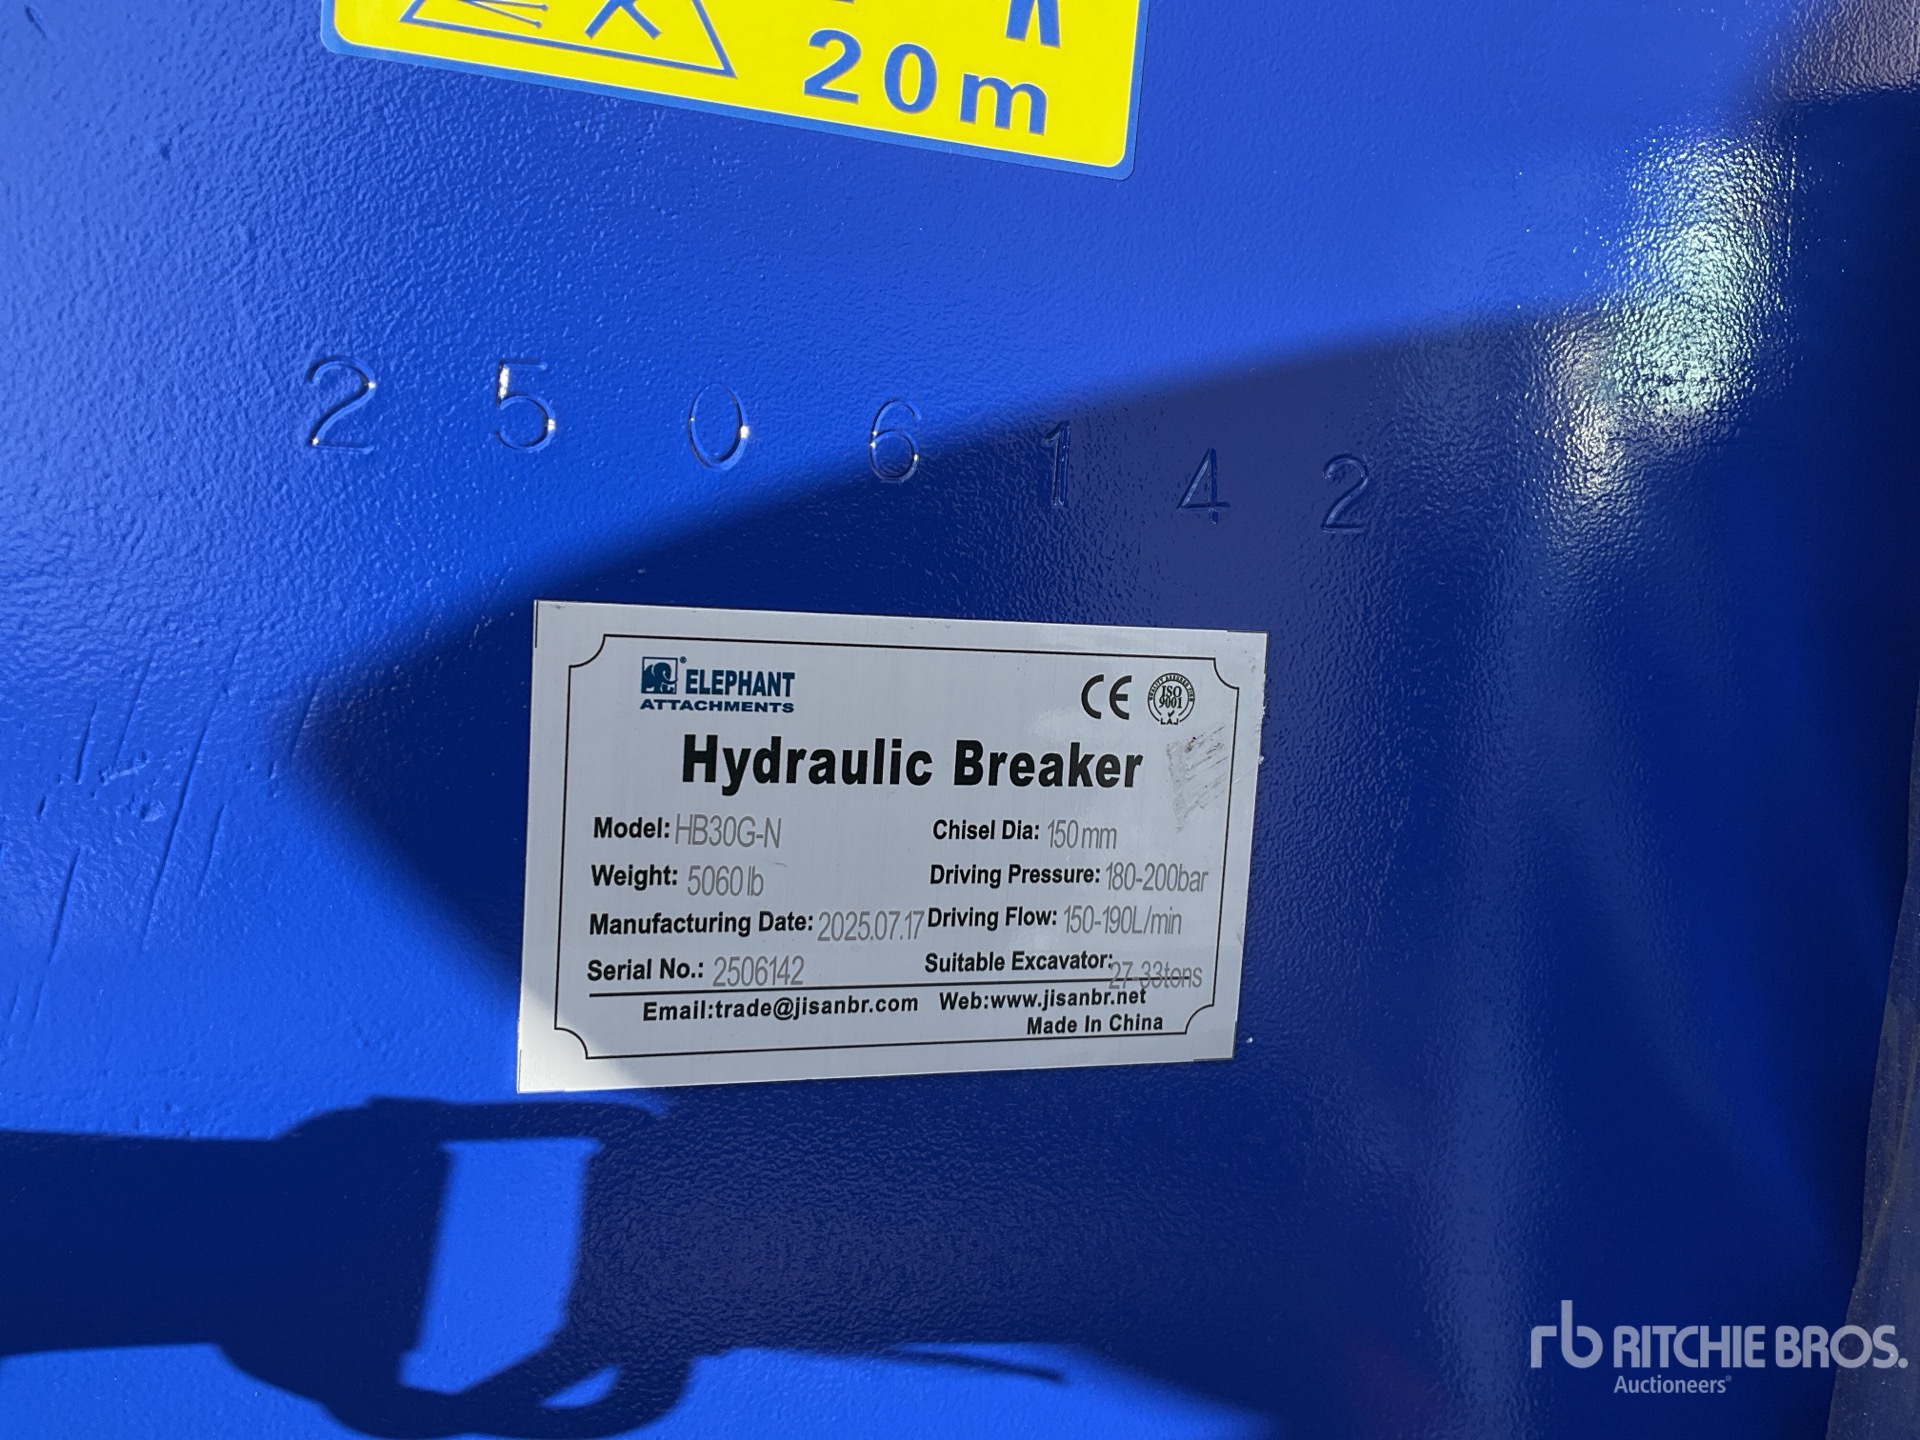 20m
2506142
® ELEPHANT
ATTACHMENTS
CE
ISO
9001
Hydraulic Breaker
Model: HB30G-N
Chisel Dia: 150mm
Weight: 5060lb
Driving Pressure: 180-200bar
Manufacturing Date: 2025.07.17
Driving Flow: 150-190L/min
Serial No.: 2506142
Suitable Excavator: 27-33tons
Email:trade@jisanbr.com Web:www.jisanbr.net
Made In China
rb RITCHIE BROS.
Auctioneers®